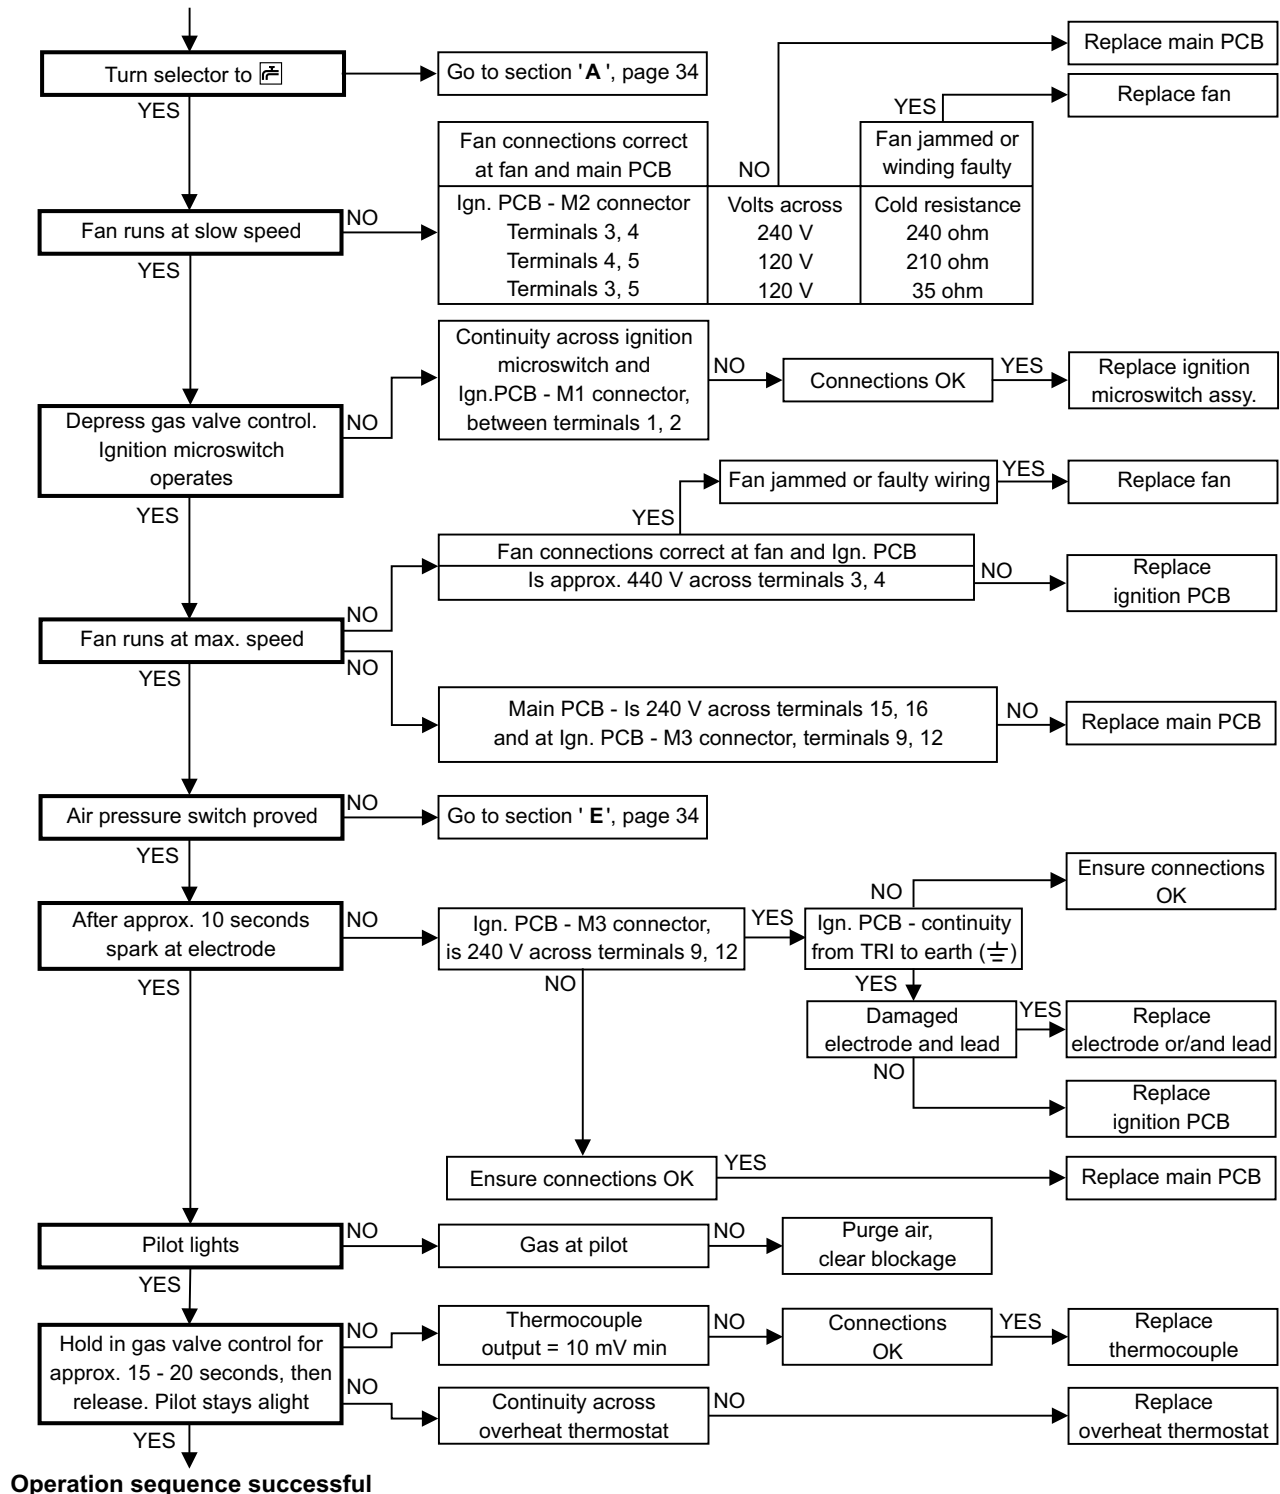 Turn selector to
YES
Go to section 'A', page 34
Replace main PCB
Replace fan
YES
Fan connections correct
at fan and main PCB
NO
Fan jammed or
winding faulty
Ign. PCB - M2 connector
Terminals 3, 4
Terminals 4, 5
Terminals 3, 5
Volts across
240 V
120 V
120 V
Cold resistance
240 ohm
210 ohm
35 ohm
Fan runs at slow speed
NO
YES
Continuity across ignition
microswitch and
Ign.PCB - M1 connector,
between terminals 1, 2
NO
Connections OK
YES
Replace ignition
microswitch assy.
Depress gas valve control.
Ignition microswitch
operates
NO
YES
Fan jammed or faulty wiring
YES
Replace fan
YES
Fan connections correct at fan and Ign. PCB
Is approx. 440 V across terminals 3, 4
NO
Replace
ignition PCB
Fan runs at max. speed
NO
NO
YES
Main PCB - Is 240 V across terminals 15, 16
and at Ign. PCB - M3 connector, terminals 9, 12
NO
Replace main PCB
Air pressure switch proved
NO
Go to section 'E', page 34
YES
After approx. 10 seconds
spark at electrode
NO
YES
Ign. PCB - M3 connector,
is 240 V across terminals 9, 12
YES
NO
Ign. PCB - continuity
from TRI to earth (⏚)
NO
Ensure connections
OK
YES
Damaged
electrode and lead
YES
Replace
electrode or/and lead
NO
Replace
ignition PCB
Ensure connections OK
YES
Replace main PCB
Pilot lights
NO
Gas at pilot
NO
Purge air,
clear blockage
YES
Hold in gas valve control for
approx. 15 - 20 seconds, then
release. Pilot stays alight
NO
NO
Thermocouple
output = 10 mV min
NO
Connections
OK
YES
Replace
thermocouple
Continuity across
overheat thermostat
NO
Replace
overheat thermostat
YES
Operation sequence successful